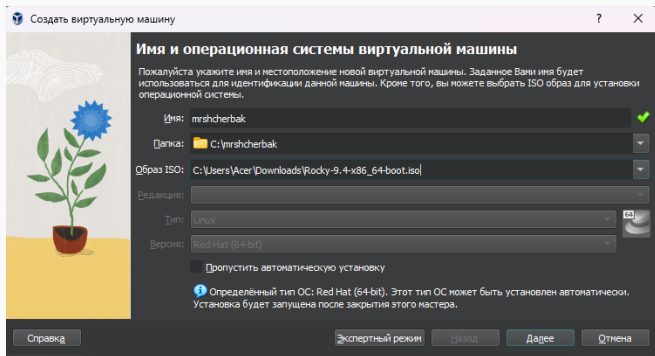 Создать виртуальную машину
Имя и операционная системы виртуальной машины
Пожалуйста укажите имя и местоположение новой виртуальной машины. Заданное Вами имя будет
использоваться для идентификации данной машины. Кроме того, вы можете выбрать ISO образ для установки
операционной системы.
Имя: mrshcherbak
Папка: C:\mrshcherbak
Образ ISO: C:\Users\Acer\Downloads\Rocky-9.4-x86_64-boot.iso
Редакция:
Тип: Linux
64
Версия: Red Hat (64-bit)
Пропустить автоматическую установку
Определённый тип ОС: Red Hat (64-bit). Этот тип ОС может быть установлен автоматически.
Установка будет запущена после закрытия этого мастера.
Справка Экспертный режим Назад Далее Отмена